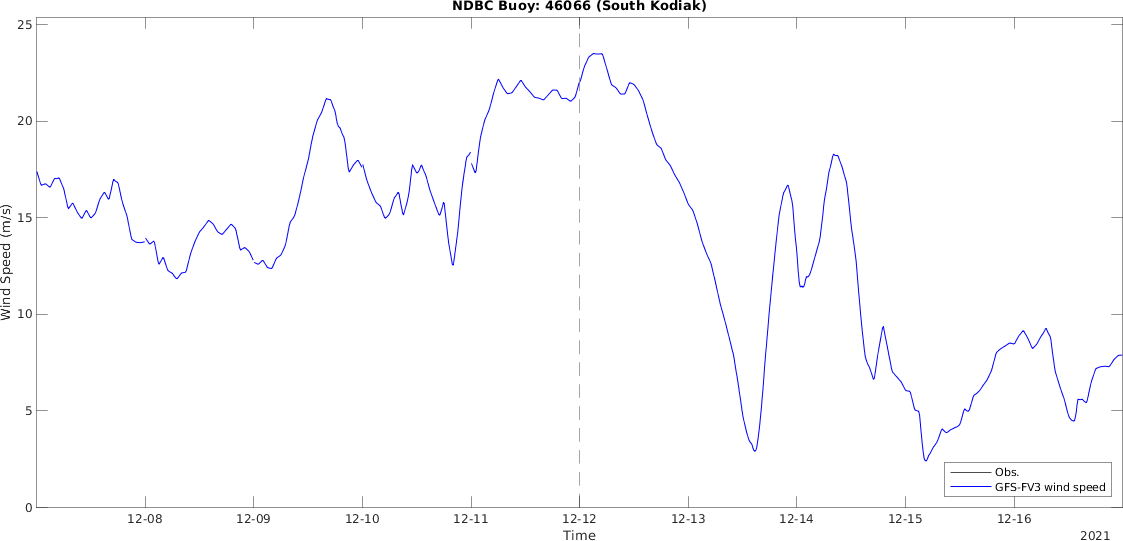 NDBC Buoy: 46066 (South Kodiak)
25
20
15
10
5
0
Wind Speed (m/s)
Obs.
GFS-FV3 wind speed
12-08 12-09 12-10 12-11 12-12 12-13 12-14 12-15 12-16
Time
2021